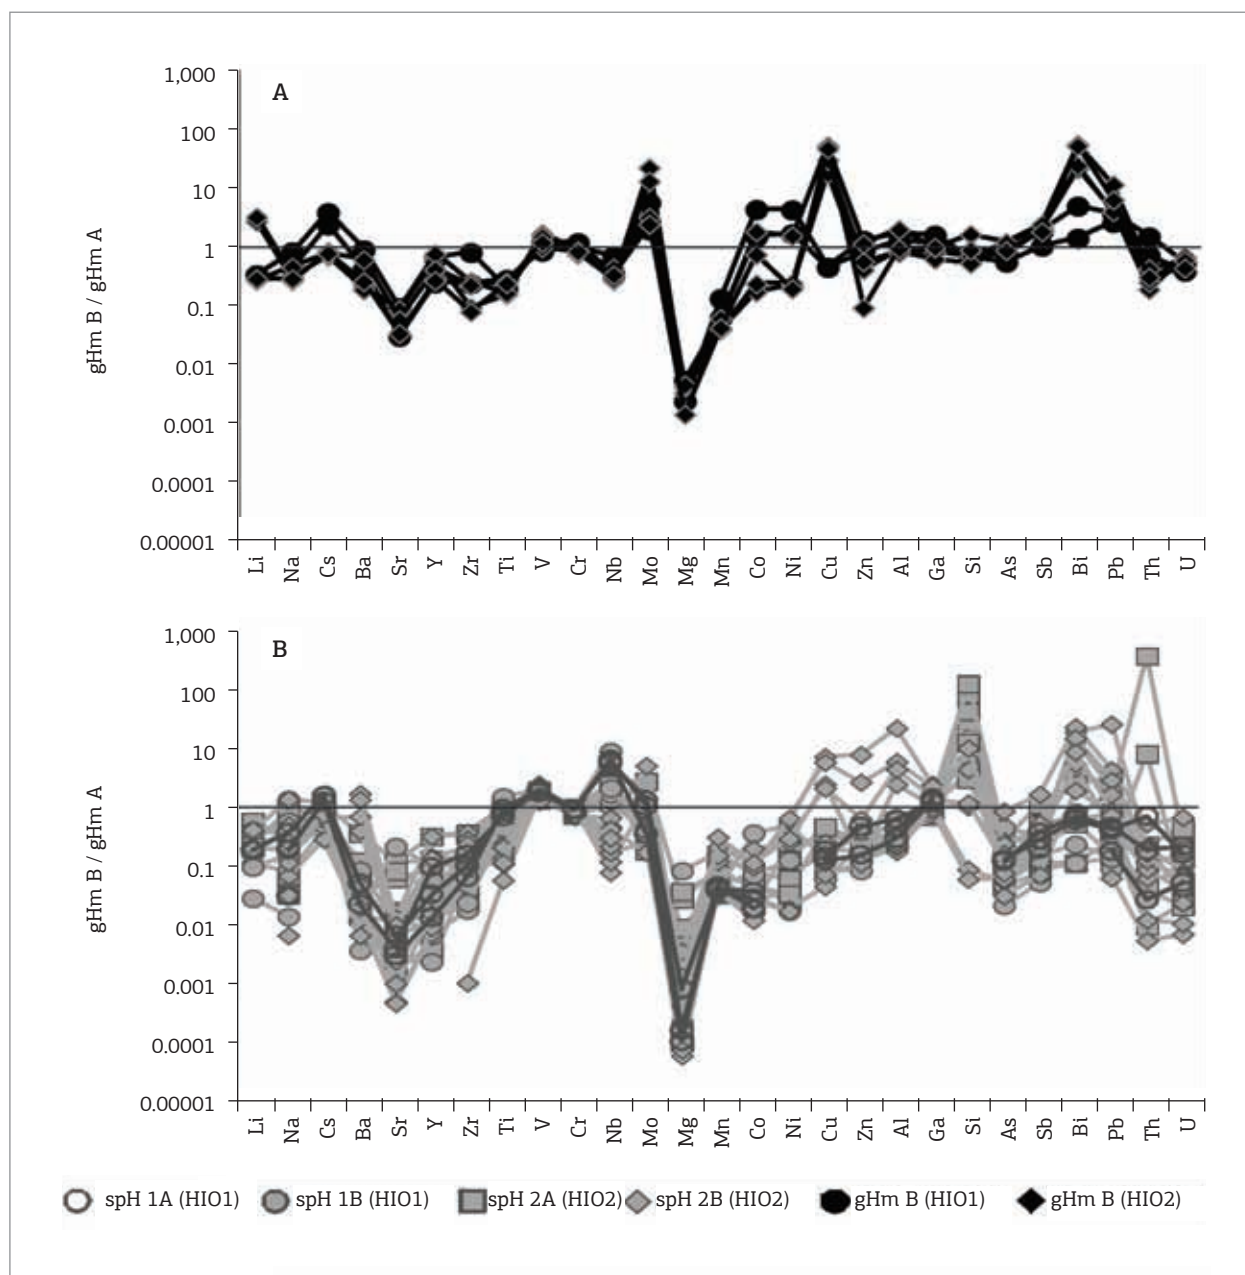 A
1,000
100
10
1
0.1
0.01
0.001
0.0001
0.00001
gHm B / gHm A
Li Na Cs Ba Sr Y Zr Ti V Cr Nb Mo Mg Mn Co Ni Cu Zn Al Ga Si As Sb Bi Pb Th U
B
1,000
100
10
1
0.1
0.01
0.001
0.0001
0.00001
gHm B / gHm A
Li Na Cs Ba Sr Y Zr Ti V Cr Nb Mo Mg Mn Co Ni Cu Zn Al Ga Si As Sb Bi Pb Th U
spH 1A (HIO1) spH 1B (HIO1) spH 2A (HIO2) spH 2B (HIO2) gHm B (HIO1) gHm B (HIO2)